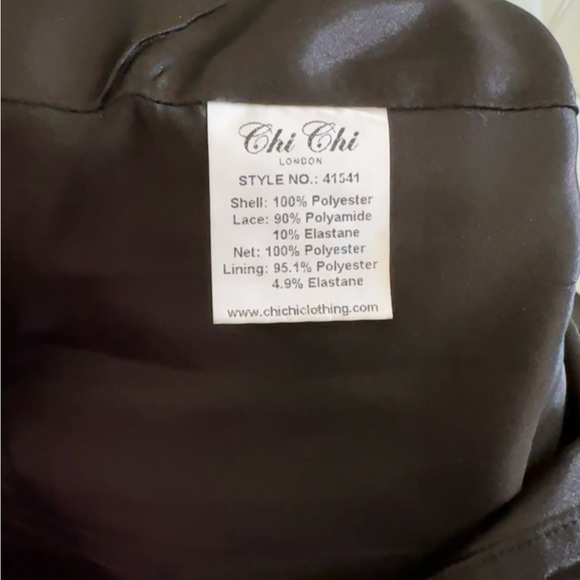 Chi Chi
LONDON
STYLE NO.: 41541
Shell: 100% Polyester
Lace: 90% Polyamide
10% Elastane
Net: 100% Polyester
Lining: 95.1% Polyester
4.9% Elastane
www.chichiclothing.com